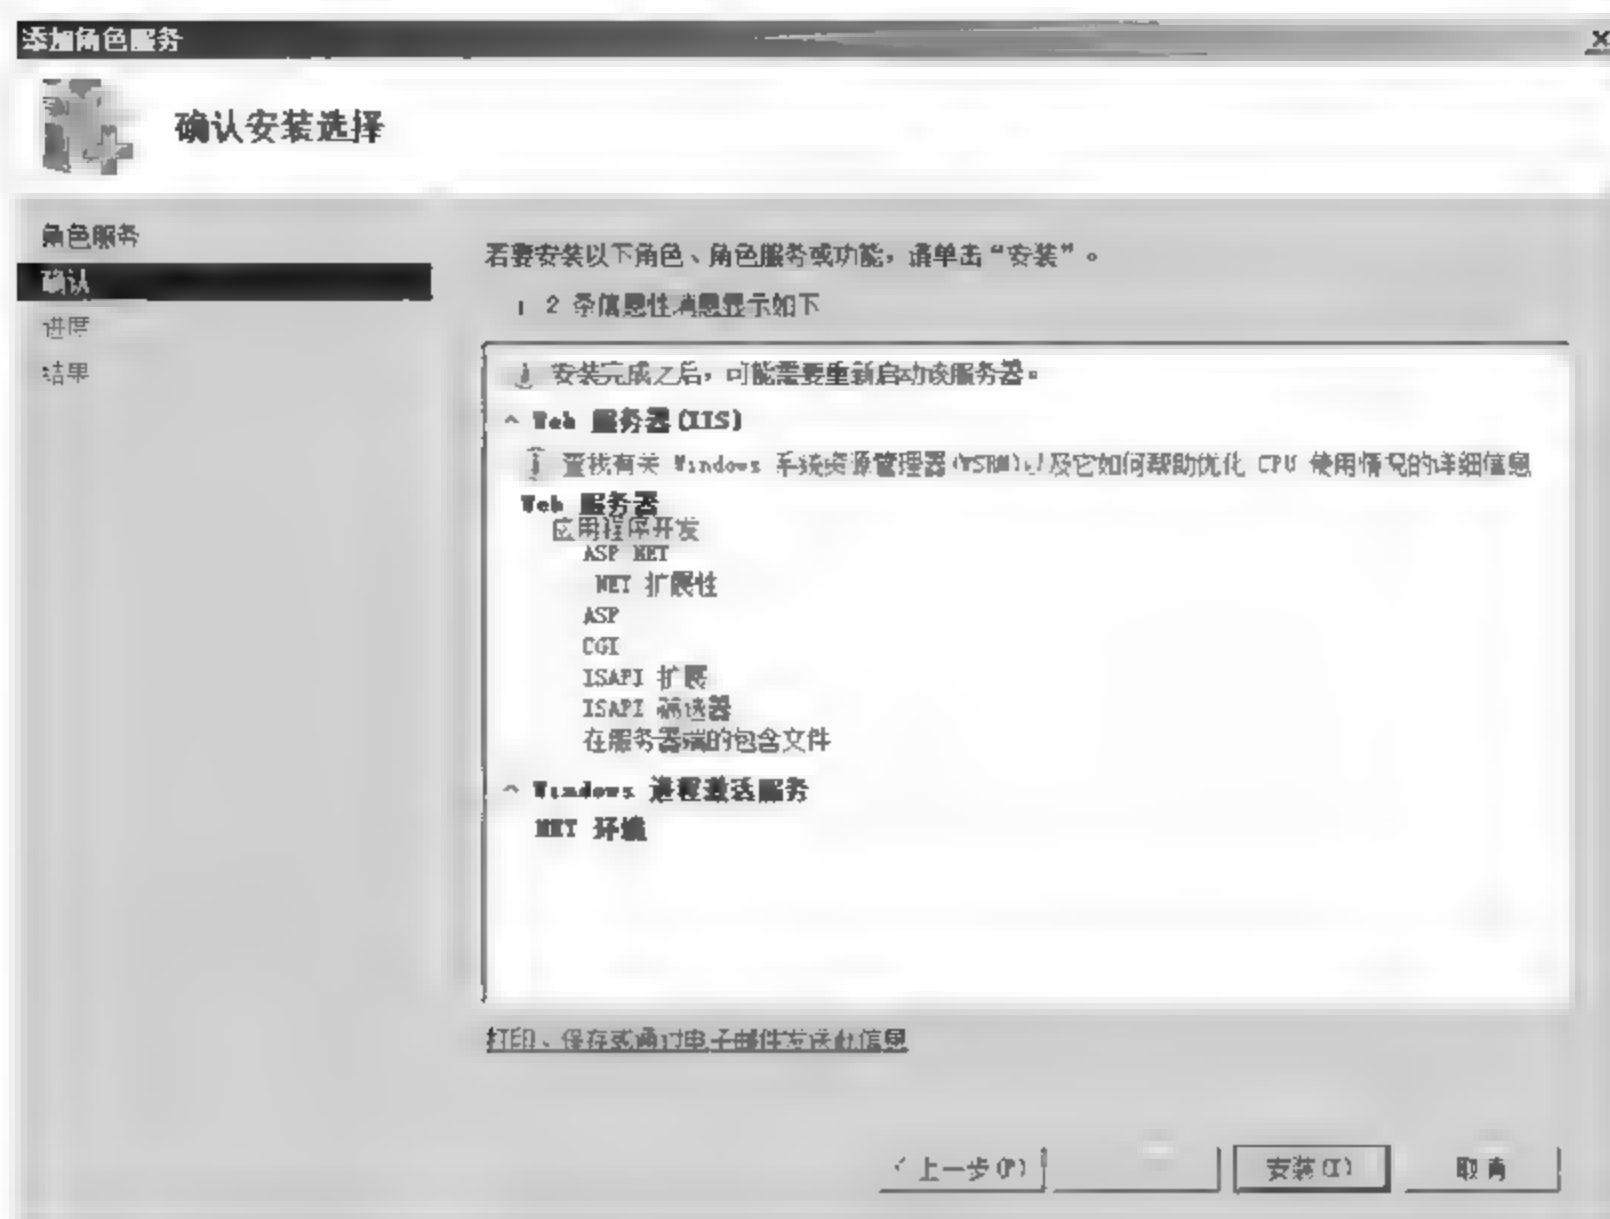 添加角色服务
确认安装选择
角色服务
确认
进度
结果
若要安装以下角色、角色服务或功能，请单击“安装”。
2 条信息性消息显示如下
安装完成之后，可能需要重新启动该服务器。
Web 服务器(IIS)
查找有关 Windows 系统资源管理器(WSRM)以及它如何帮助优化 CPU 使用情况的详细信息
Web 服务器
应用程序开发
ASP NET
NET 扩展性
ASP
CGI
ISAPI 扩展
ISAPI 筛选器
在服务器端的包含文件
Windows 进程激活服务
NET 环境
打印、保存或通过电子邮件发送此信息
上一步(P)
安装(I)
取消